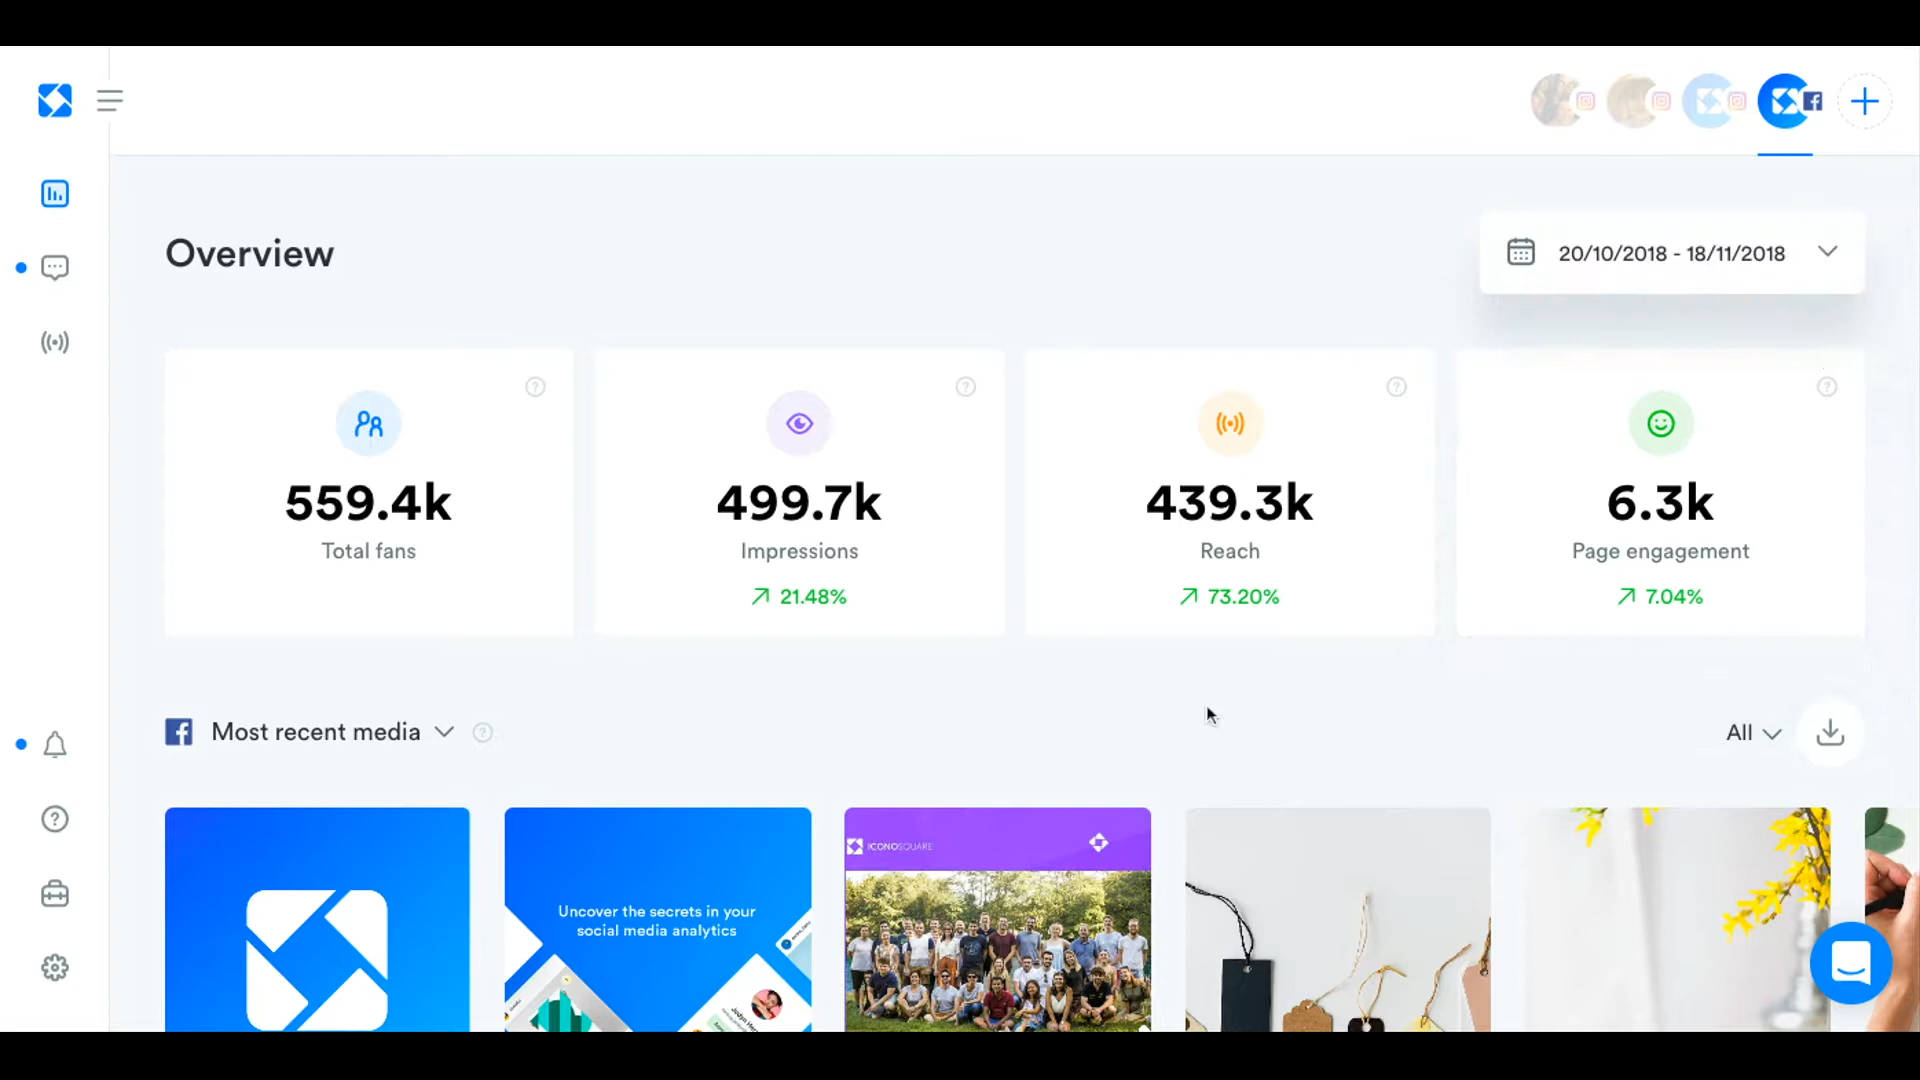 Overview
20/10/2018 - 18/11/2018
559.4k
Total fans
499.7k
Impressions
21.48%
439.3k
Reach
73.20%
6.3k
Page engagement
7.04%
Most recent media
All
Uncover the secrets in your
social media analytics
ICONOSQUARE